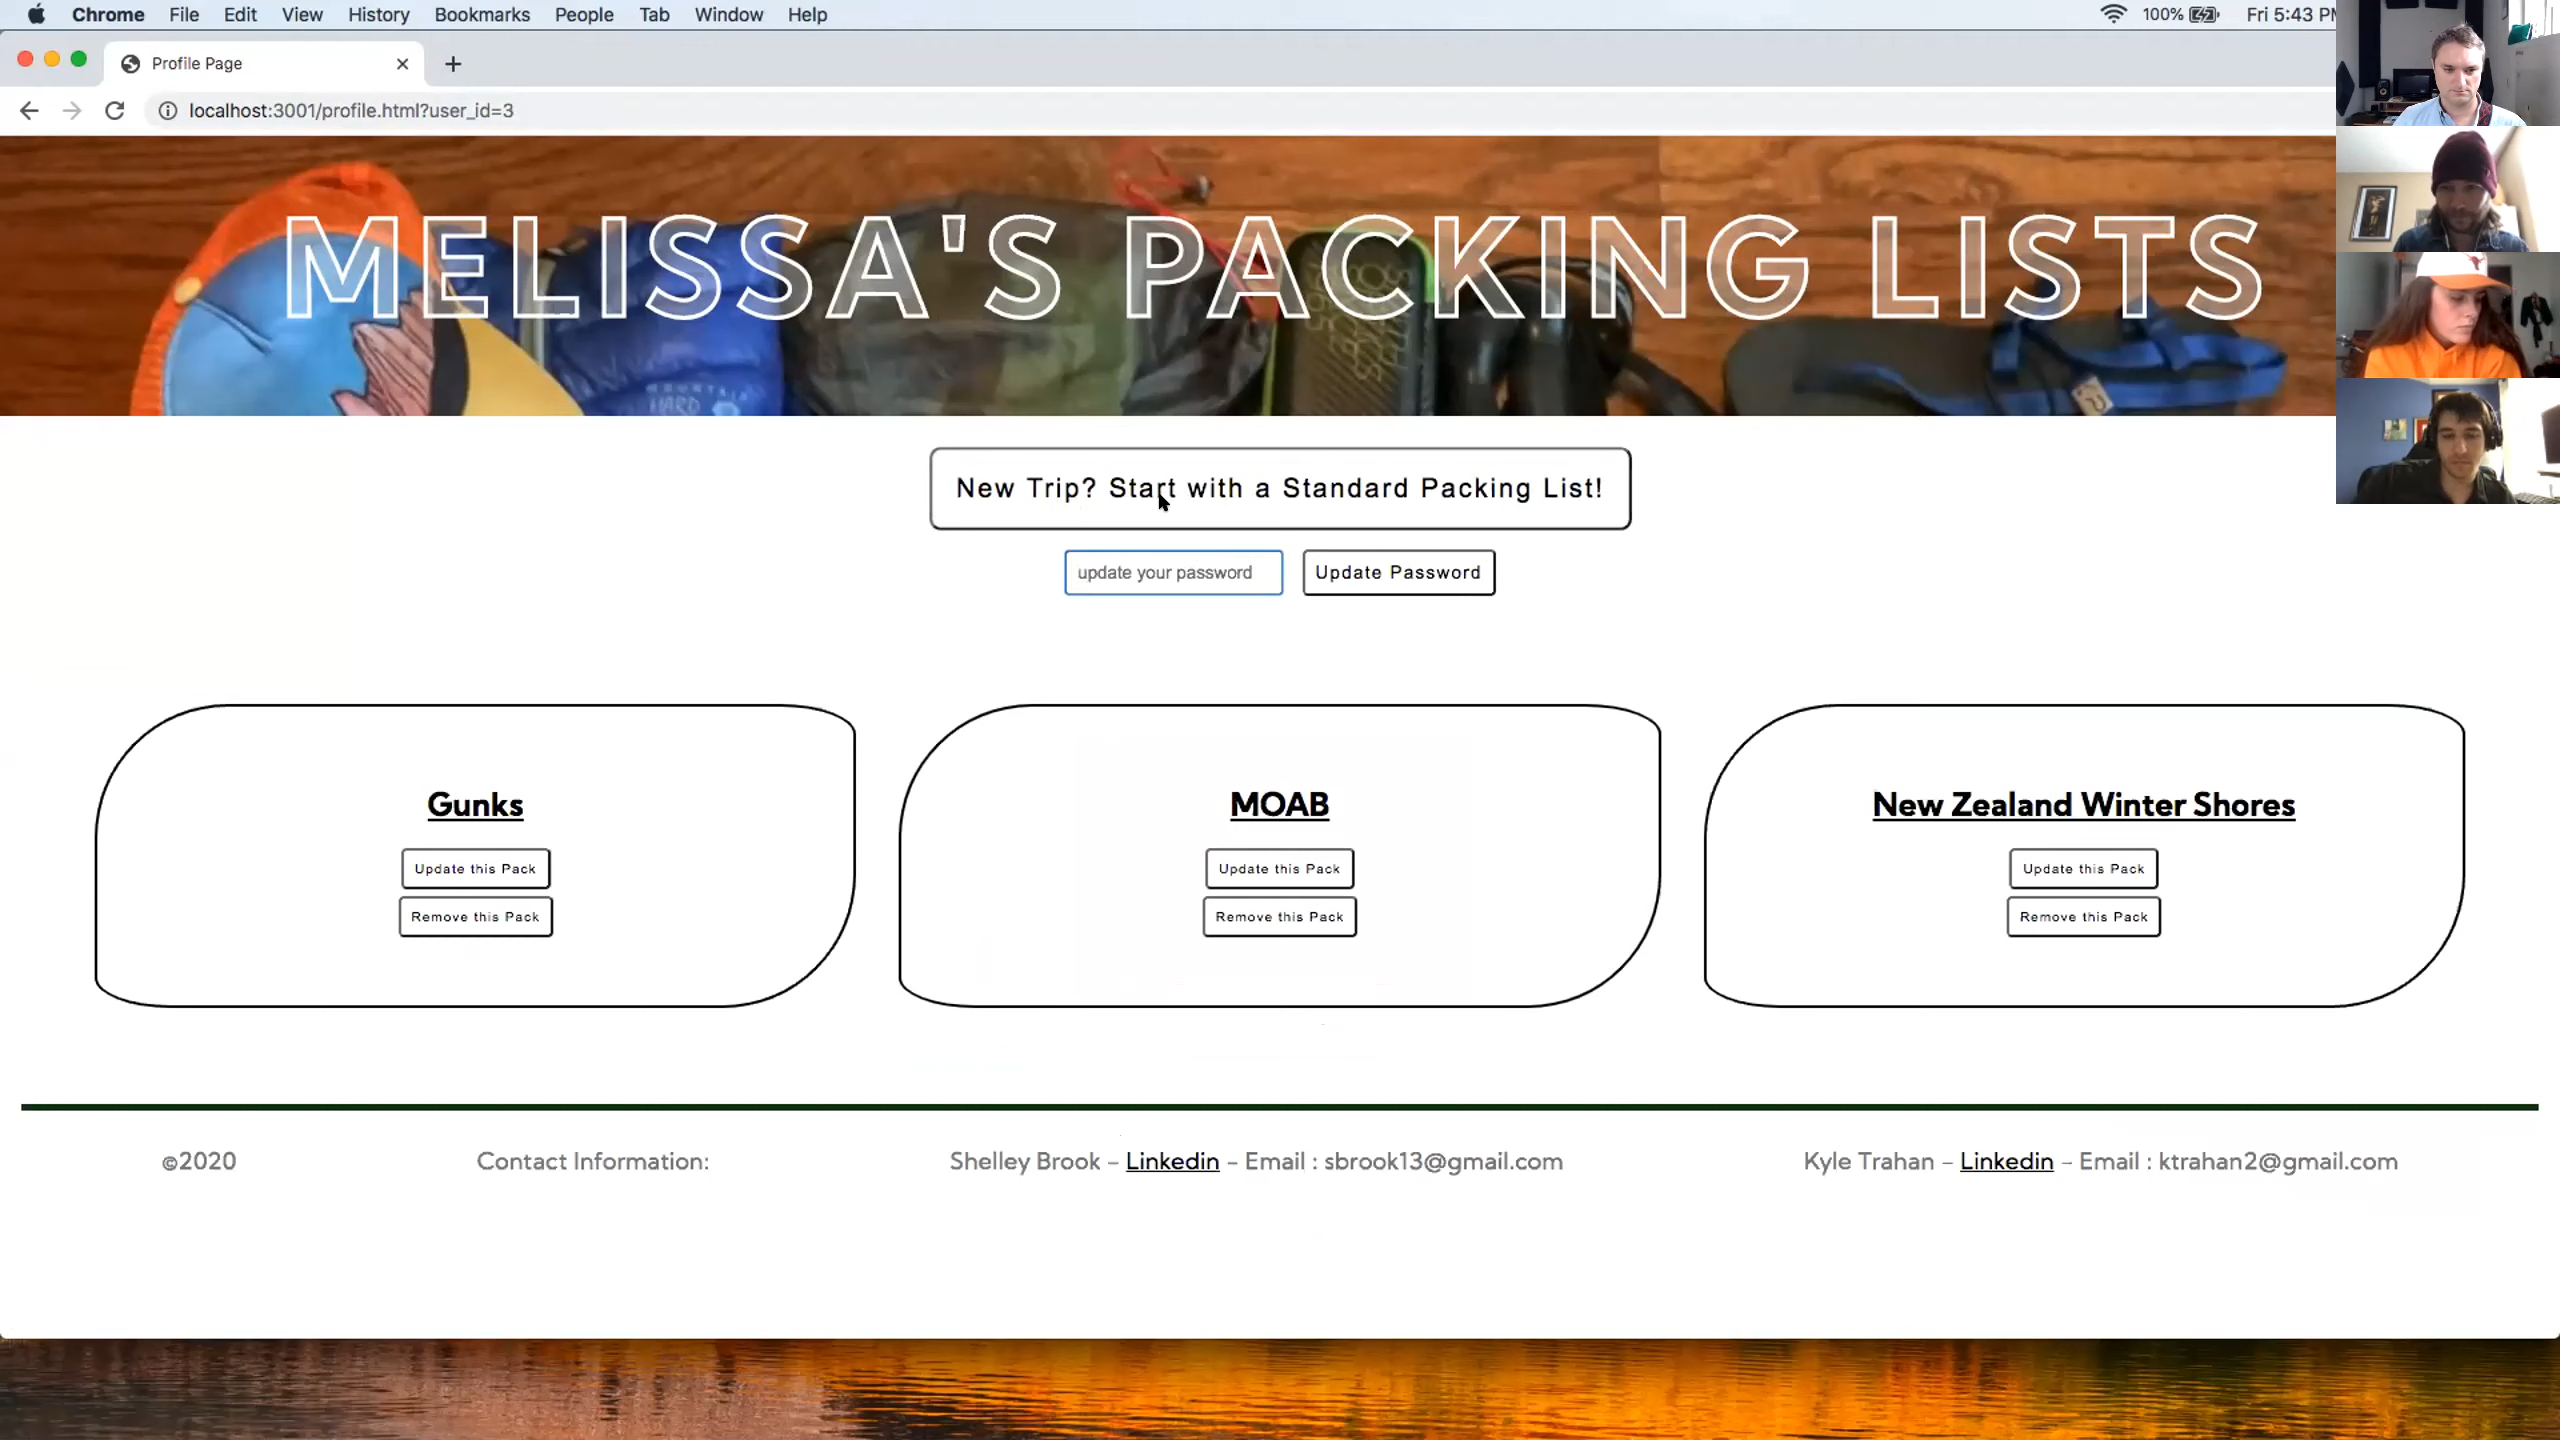 Chrome File Edit View History Bookmarks People Tab Window Help 100% Fri 5:43 PM
Profile Page
localhost:3001/profile.html?user_id=3
MELISSA'S PACKING LISTS
New Trip? Start with a Standard Packing List!
update your password Update Password
Gunks MOAB New Zealand Winter Shores
Update this Pack Update this Pack Update this Pack
Remove this Pack Remove this Pack Remove this Pack
©2020 Contact Information: Shelley Brook – Linkedin – Email : sbrook13@gmail.com Kyle Trahan – Linkedin – Email : ktrahan2@gmail.com